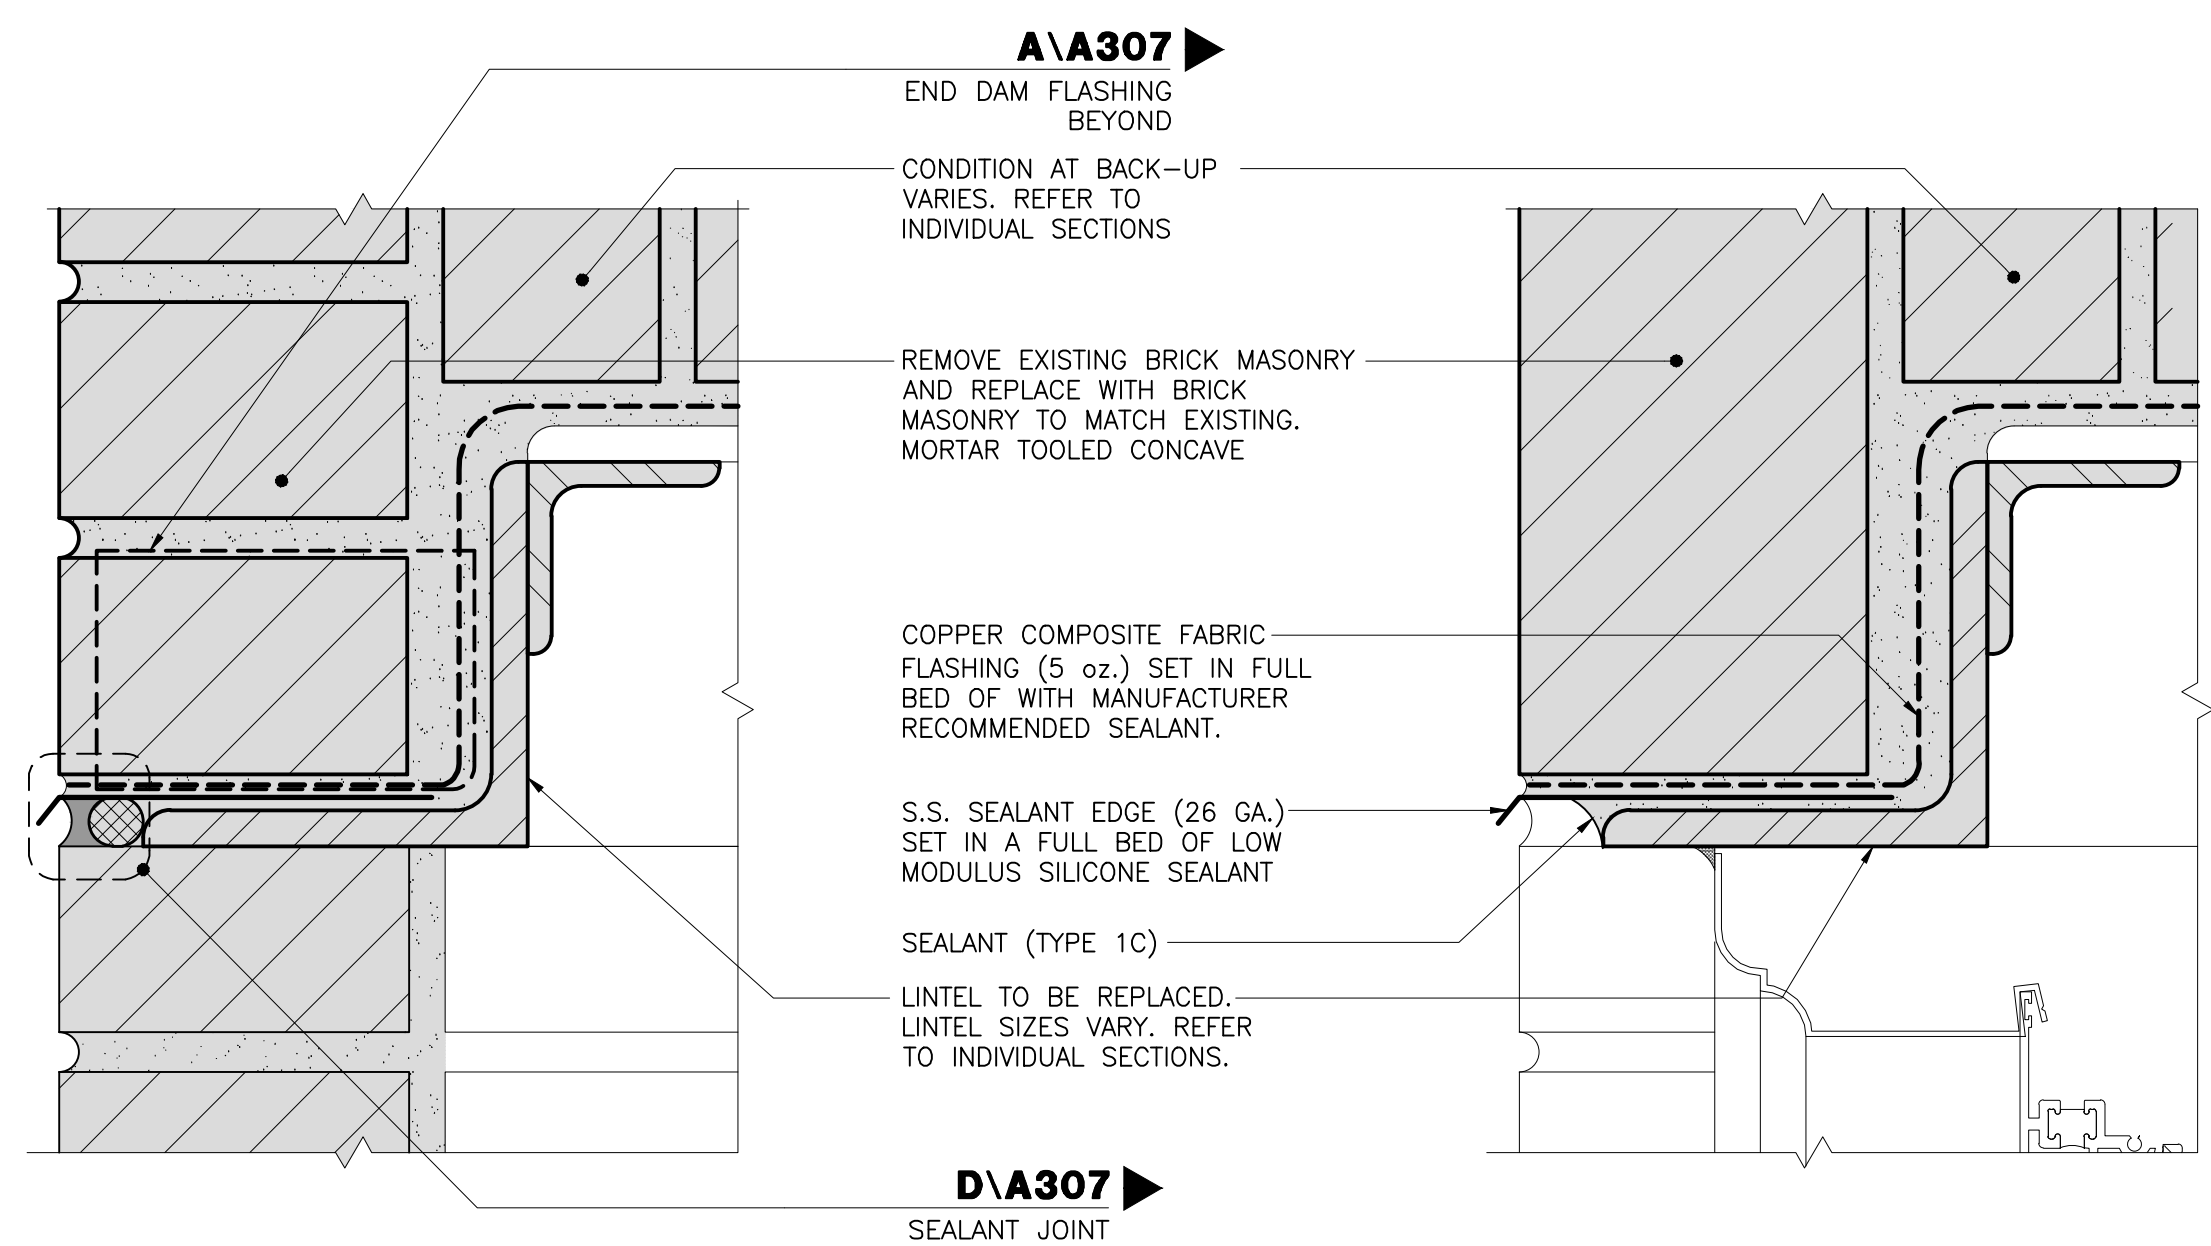 A\A307
END DAM FLASHING
BEYOND
CONDITION AT BACK-UP
VARIES. REFER TO
INDIVIDUAL SECTIONS
REMOVE EXISTING BRICK MASONRY
AND REPLACE WITH BRICK
MASONRY TO MATCH EXISTING.
MORTAR TOOLED CONCAVE
COPPER COMPOSITE FABRIC
FLASHING (5 oz.) SET IN FULL
BED OF WITH MANUFACTURER
RECOMMENDED SEALANT.
S.S. SEALANT EDGE (26 GA.)
SET IN A FULL BED OF LOW
MODULUS SILICONE SEALANT
SEALANT (TYPE 1C)
LINTEL TO BE REPLACED.
LINTEL SIZES VARY. REFER
TO INDIVIDUAL SECTIONS.
D\A307
SEALANT JOINT